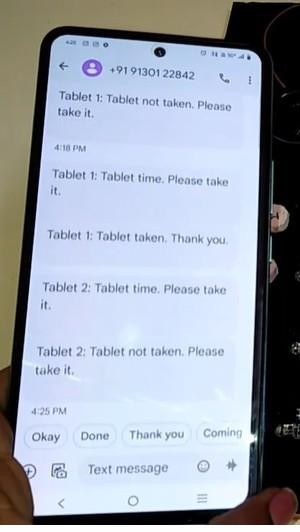 4:25
+91 91301 22842
Tablet 1: Tablet not taken. Please
take it.
4:18 PM
Tablet 1: Tablet time. Please take
it.
Tablet 1: Tablet taken. Thank you.
Tablet 2: Tablet time. Please take
it.
Tablet 2: Tablet not taken. Please
take it.
4:25 PM
Okay
Done
Thank you
Coming
Text message